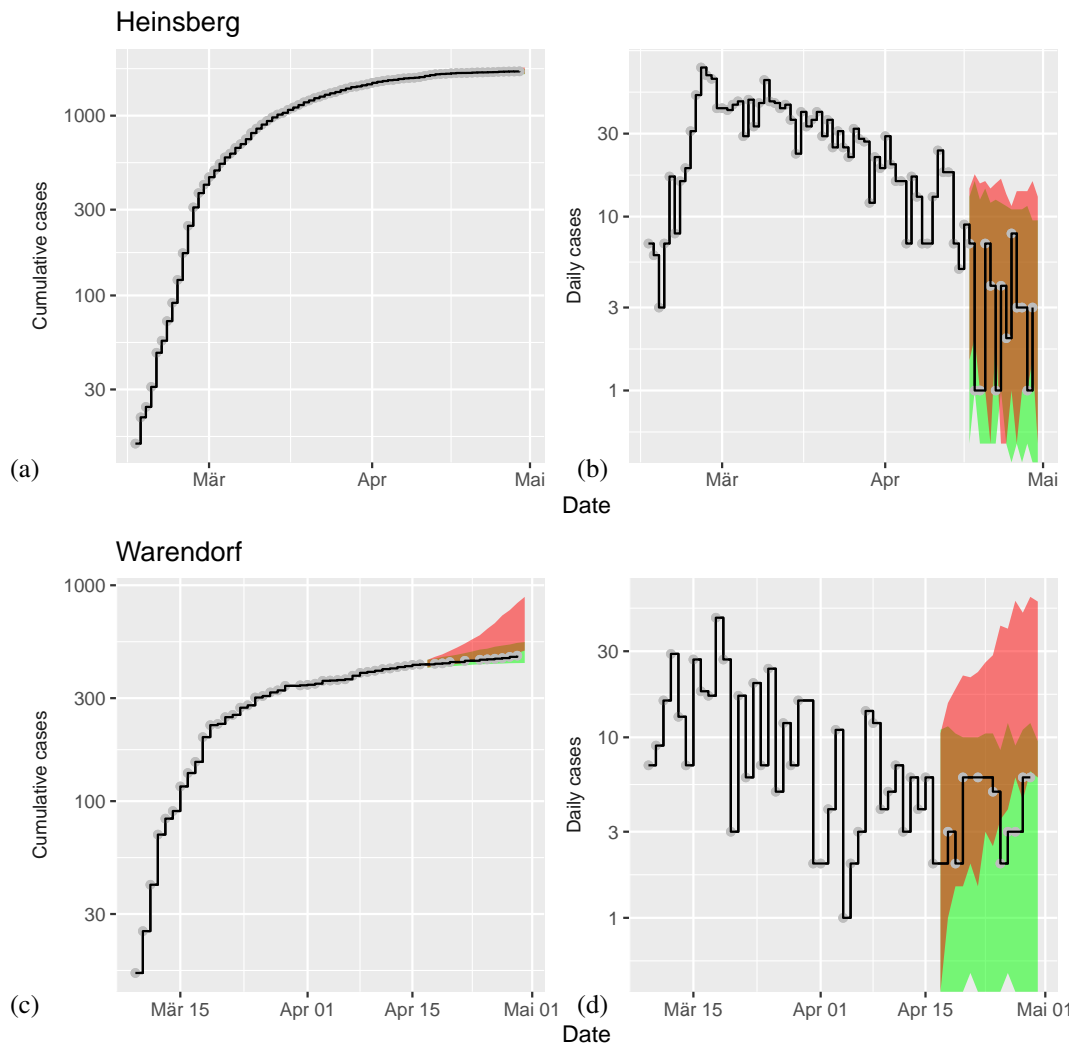 Heinsberg
1000
300
100
30
Cumulative cases
(a)
Mär
Apr
Mai
30
10
3
1
Daily cases
(b)
Mär
Apr
Mai
Date
Warendorf
1000
300
100
30
Cumulative cases
(c)
Mär 15
Apr 01
Apr 15
Mai 01
30
10
3
1
Daily cases
(d)
Mär 15
Apr 01
Apr 15
Mai 01
Date